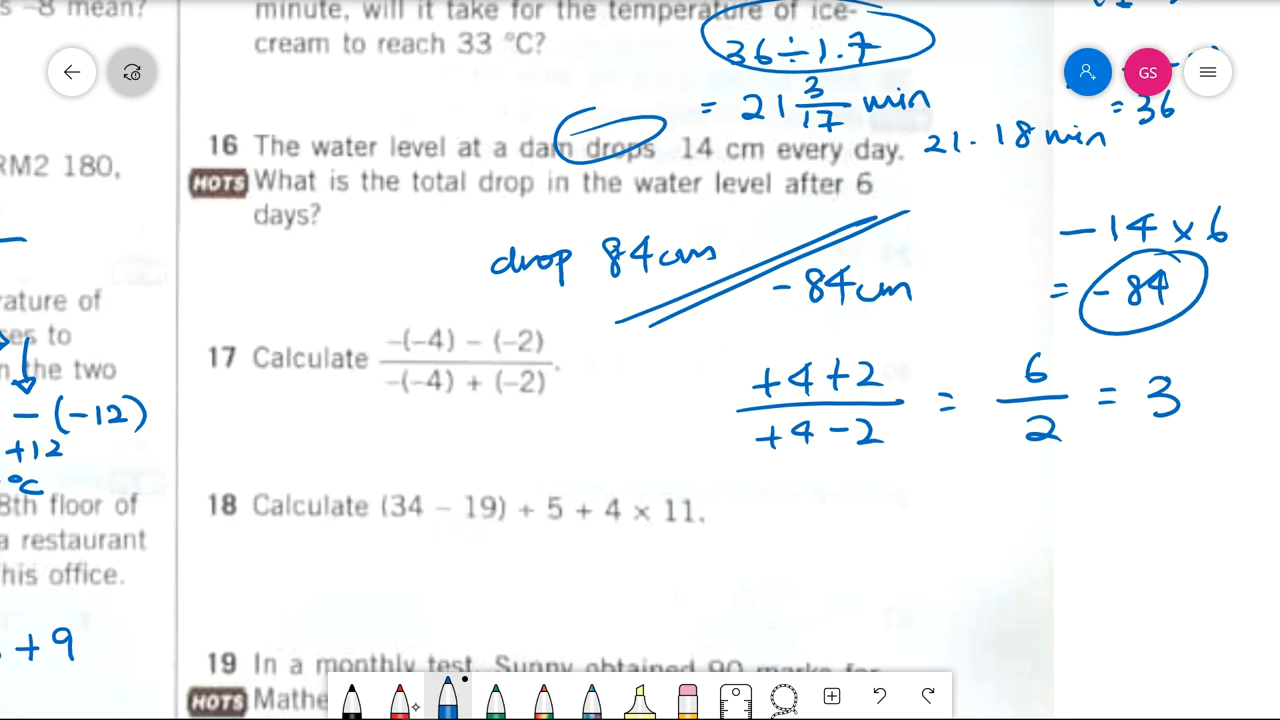 s −8 mean?
RM2 180,
rature of
ses to
n the two
− (−12)
+12
°C
8th floor of
a restaurant
his office.
+ 9
minute, will it take for the temperature of ice-
cream to reach 33 °C?
36 ÷ 1.7
= 21 3/17 min
21.18 min
= 36
GS
16 The water level at a dam drops 14 cm every day.
HOTS What is the total drop in the water level after 6
days?
drop 84cm
- 84cm
- 14 × 6
= - 84
17 Calculate −(−4) − (−2) / −(−4) + (−2).
+4+2 / +4-2 = 6/2 = 3
18 Calculate (34 − 19) + 5 + 4 × 11.
19 In a monthly test, Sunny obtained 90 marks for
HOTS Mathe